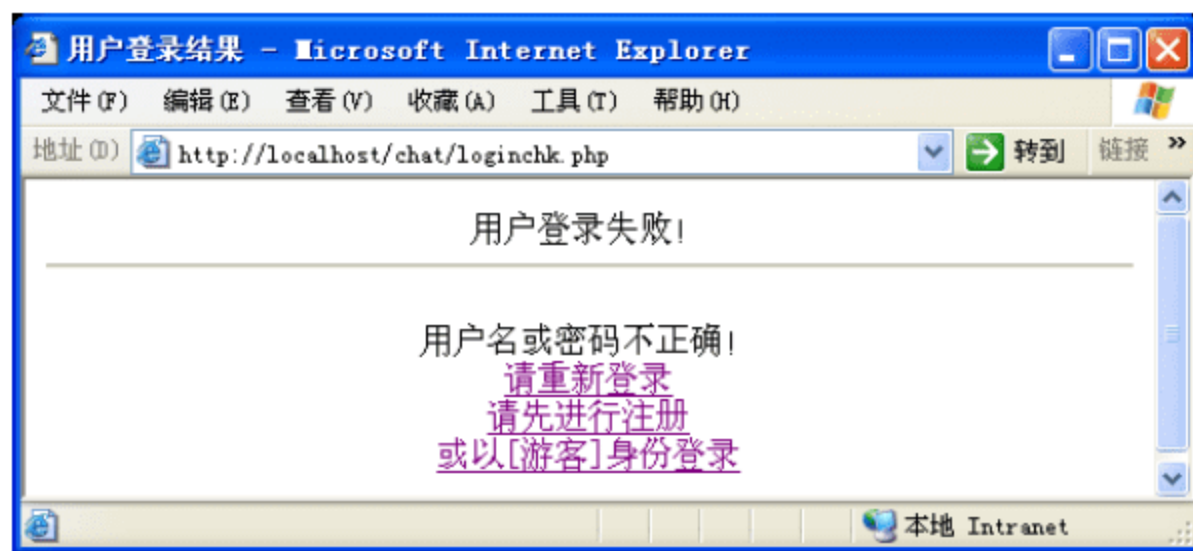 用户登录结果 - Microsoft Internet Explorer
文件(F) 编辑(E) 查看(V) 收藏(A) 工具(T) 帮助(H)
地址(D) http://localhost/chat/loginchk.php 转到 链接 »
用户登录失败!
用户名或密码不正确!
请重新登录
请先进行注册
或以[游客]身份登录
本地 Intranet